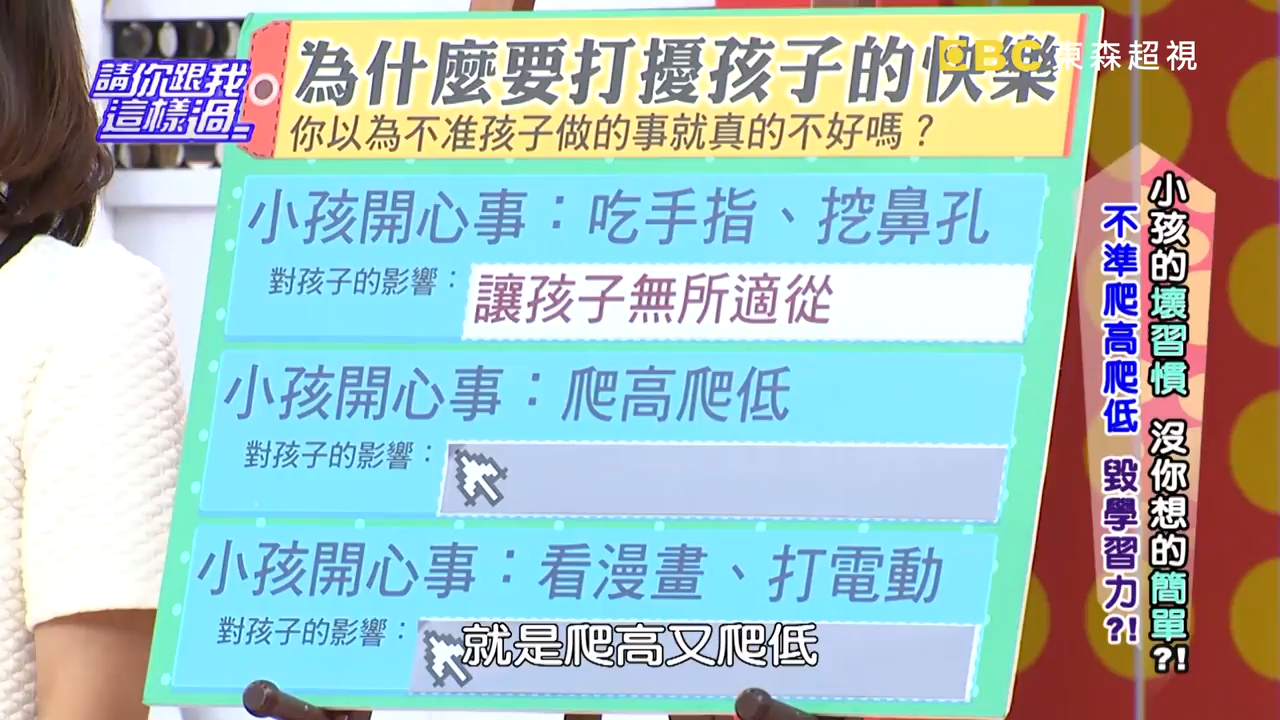 請你跟我
這樣過
EBC 東森超視
為什麼要打擾孩子的快樂
你以為不准孩子做的事就真的不好嗎？
小孩開心事：吃手指、挖鼻孔
對孩子的影響：讓孩子無所適從
小孩開心事：爬高爬低
對孩子的影響：
小孩開心事：看漫畫、打電動
對孩子的影響：
就是爬高又爬低
小孩的壞習慣 沒你想的簡單?!
不準爬高爬低 毀學習力?!